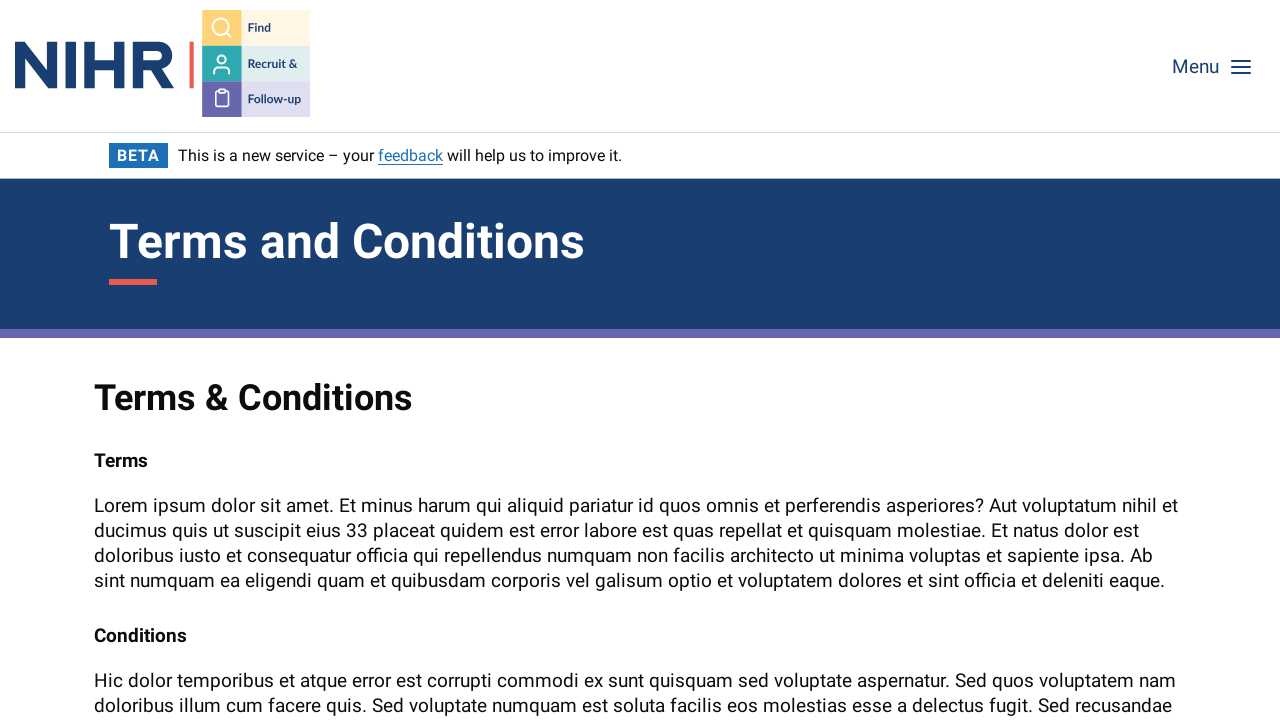 NIHR
Find
Recruit &
Follow-up
Menu
BETA This is a new service – your feedback will help us to improve it.
Terms and Conditions
Terms & Conditions
Terms
Lorem ipsum dolor sit amet. Et minus harum qui aliquid pariatur id quos omnis et perferendis asperiores? Aut voluptatum nihil et
ducimus quis ut suscipit eius 33 placeat quidem est error labore est quas repellat et quisquam molestiae. Et natus dolor est
doloribus iusto et consequatur officia qui repellendus numquam non facilis architecto ut minima voluptas et sapiente ipsa. Ab
sint numquam ea eligendi quam et quibusdam corporis vel galisum optio et voluptatem dolores et sint officia et deleniti eaque.
Conditions
Hic dolor temporibus et atque error est corrupti commodi ex sunt quisquam sed voluptate aspernatur. Sed quos voluptatem nam
doloribus illum cum facere quis. Sed voluptate numquam est soluta facilis eos molestias esse a delectus fugit. Sed recusandae